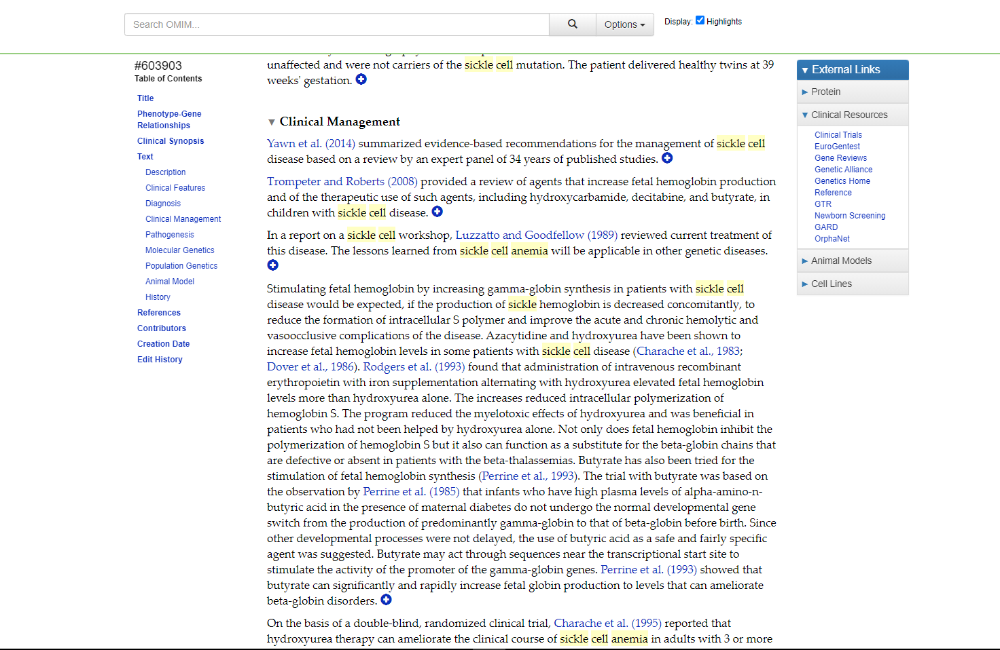 Search OMIM...
Options
Display: Highlights
#603903
Table of Contents
Title
Phenotype-Gene
Relationships
Clinical Synopsis
Text
Description
Clinical Features
Diagnosis
Clinical Management
Pathogenesis
Molecular Genetics
Population Genetics
Animal Model
History
References
Contributors
Creation Date
Edit History
unaffected and were not carriers of the sickle cell mutation. The patient delivered healthy twins at 39
weeks' gestation.
Clinical Management
Yawn et al. (2014) summarized evidence-based recommendations for the management of sickle cell
disease based on a review by an expert panel of 34 years of published studies.
Trompeter and Roberts (2008) provided a review of agents that increase fetal hemoglobin production
and of the therapeutic use of such agents, including hydroxycarbamide, decitabine, and butyrate, in
children with sickle cell disease.
In a report on a sickle cell workshop, Luzzatto and Goodfellow (1989) reviewed current treatment of
this disease. The lessons learned from sickle cell anemia will be applicable in other genetic diseases.
Stimulating fetal hemoglobin by increasing gamma-globin synthesis in patients with sickle cell
disease would be expected, if the production of sickle hemoglobin is decreased concomitantly, to
reduce the formation of intracellular S polymer and improve the acute and chronic hemolytic and
vasoocclusive complications of the disease. Azacytidine and hydroxyurea have been shown to
increase fetal hemoglobin levels in some patients with sickle cell disease (Charache et al., 1983;
Dover et al., 1986). Rodgers et al. (1993) found that administration of intravenous recombinant
erythropoietin with iron supplementation alternating with hydroxyurea elevated fetal hemoglobin
levels more than hydroxyurea alone. The increases reduced intracellular polymerization of
hemoglobin S. The program reduced the myelotoxic effects of hydroxyurea and was beneficial in
patients who had not been helped by hydroxyurea alone. Not only does fetal hemoglobin inhibit the
polymerization of hemoglobin S but it also can function as a substitute for the beta-globin chains that
are defective or absent in patients with the beta-thalassemias. Butyrate has also been tried for the
stimulation of fetal hemoglobin synthesis (Perrine et al., 1993). The trial with butyrate was based on
the observation by Perrine et al. (1985) that infants who have high plasma levels of alpha-amino-n-
butyric acid in the presence of maternal diabetes do not undergo the normal developmental gene
switch from the production of predominantly gamma-globin to that of beta-globin before birth. Since
other developmental processes were not delayed, the use of butyric acid as a safe and fairly specific
agent was suggested. Butyrate may act through sequences near the transcriptional start site to
stimulate the activity of the promoter of the gamma-globin genes. Perrine et al. (1993) showed that
butyrate can significantly and rapidly increase fetal globin production to levels that can ameliorate
beta-globin disorders.
On the basis of a double-blind, randomized clinical trial, Charache et al. (1995) reported that
hydroxyurea therapy can ameliorate the clinical course of sickle cell anemia in adults with 3 or more
External Links
Protein
Clinical Resources
Clinical Trials
EuroGentest
Gene Reviews
Genetic Alliance
Genetics Home
Reference
GTR
Newborn Screening
GARD
OrphaNet
Animal Models
Cell Lines